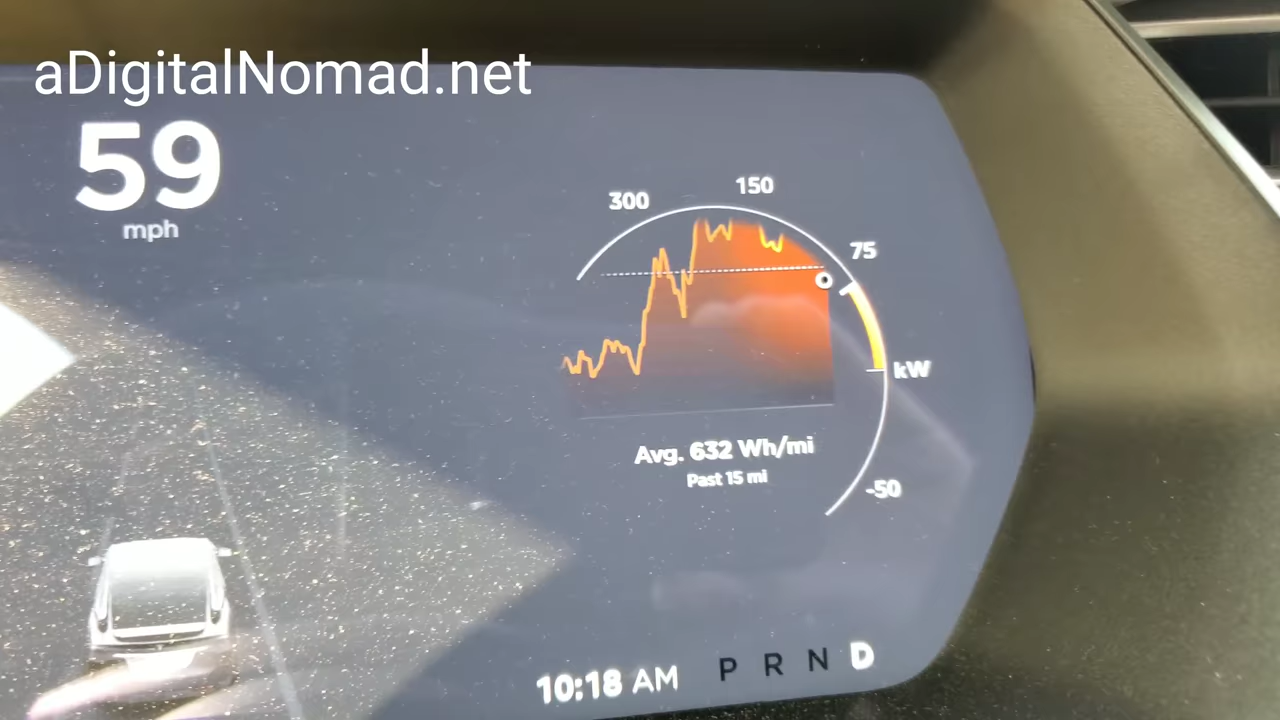 aDigitalNomad.net
59
mph
300
150
75
kW
-50
Avg. 632 Wh/mi
Past 15 mi
10:18 AM
P R N D